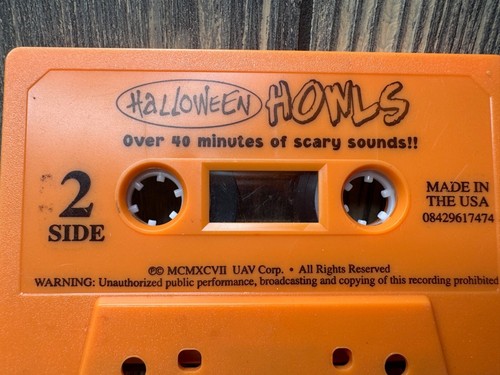 HALLOWEEN HOWLS
Over 40 minutes of scary sounds!!
2
SIDE
MADE IN
THE USA
08429617474
℗© MCMXCVII UAV Corp. • All Rights Reserved
WARNING: Unauthorized public performance, broadcasting and copying of this recording prohibited